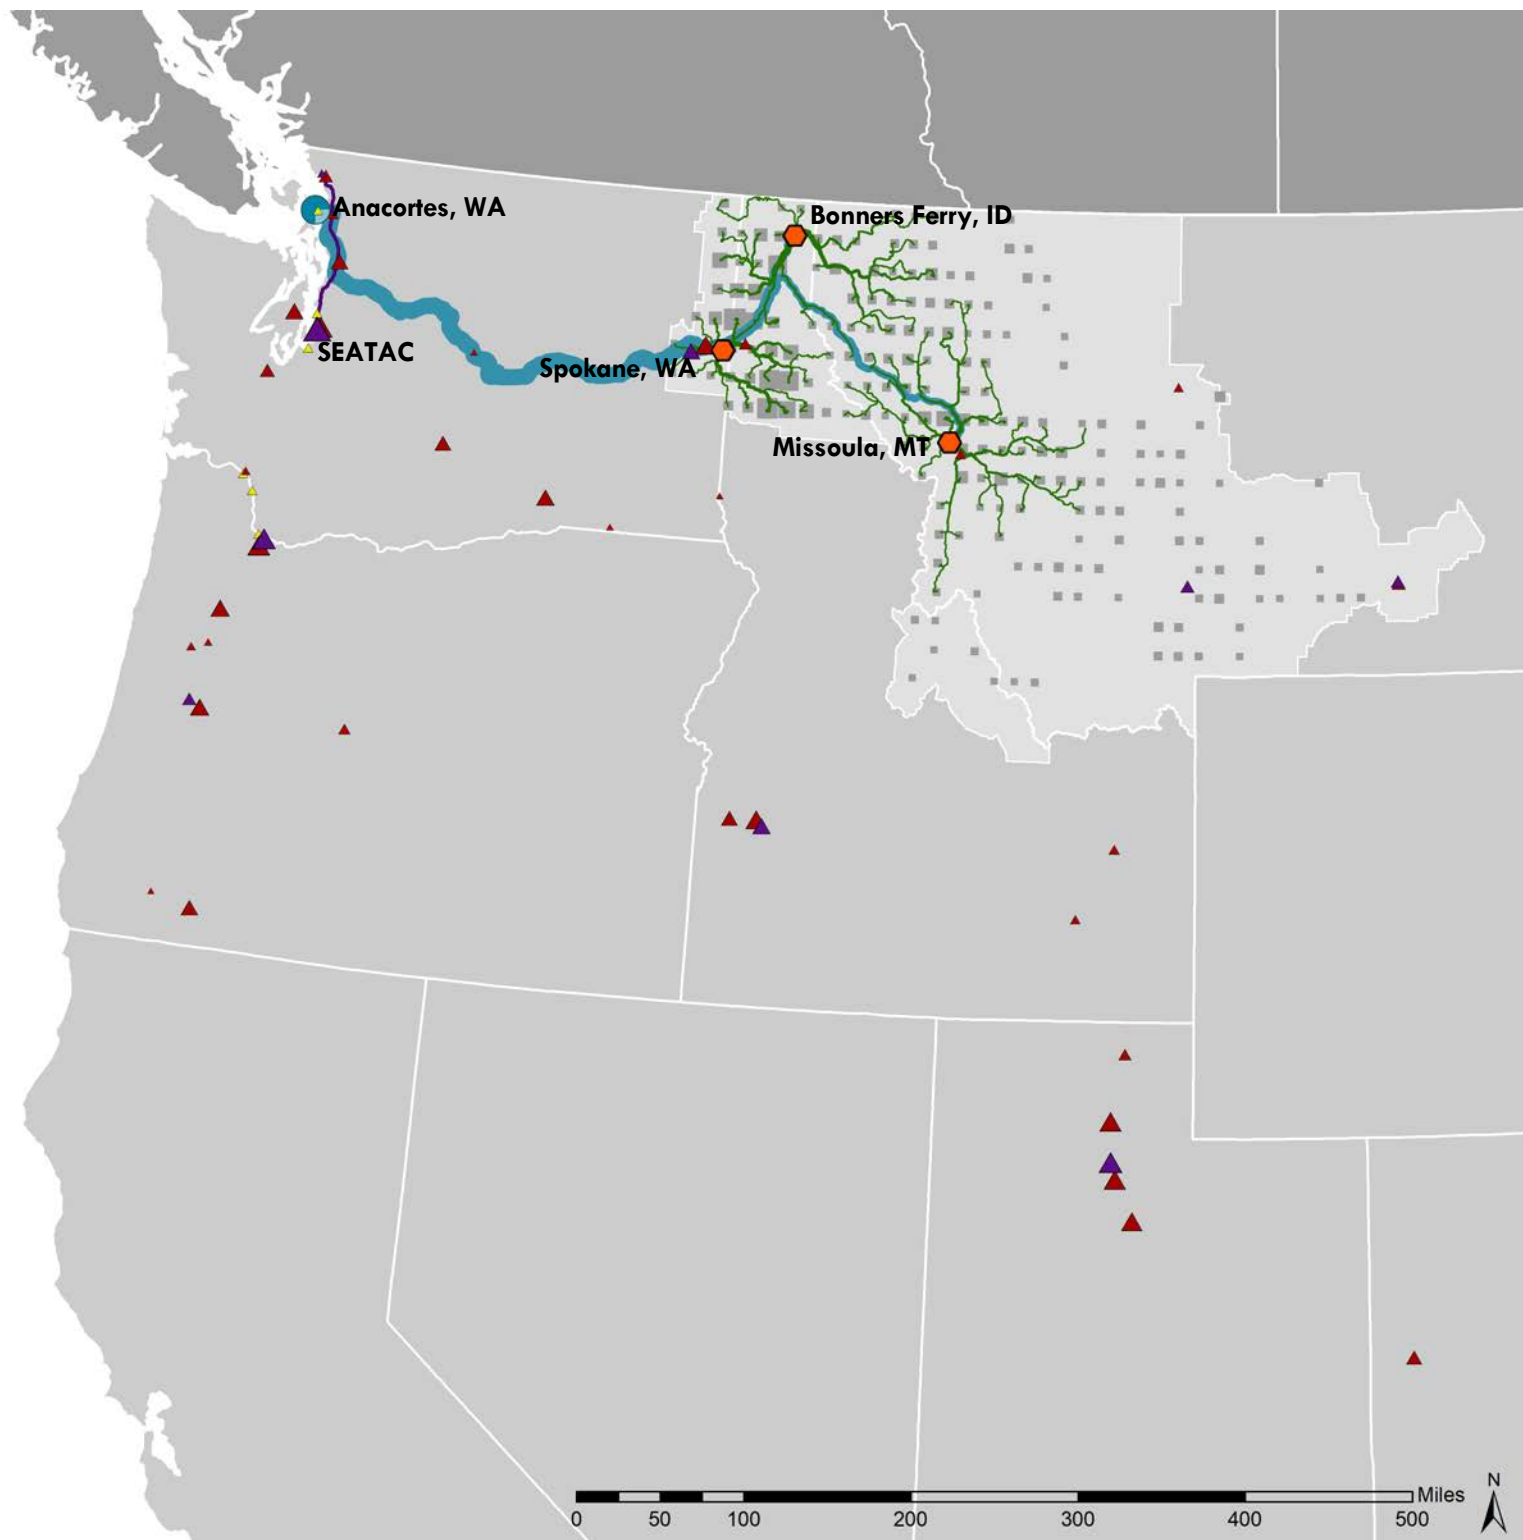 Anacortes, WA
Bonners Ferry, ID
SEATAC
Spokane, WA
Missoula, MT
N
Miles
0 50 100 200 300 400 500